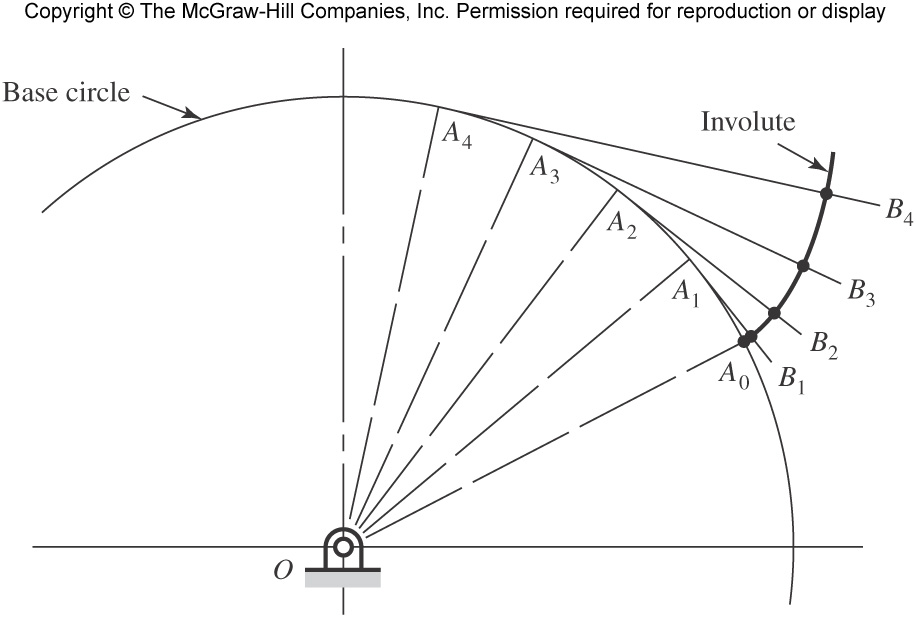 Copyright © The McGraw-Hill Companies, Inc. Permission required for reproduction or display
Base circle
Involute
A4
A3
A2
A1
A0
B4
B3
B2
B1
O